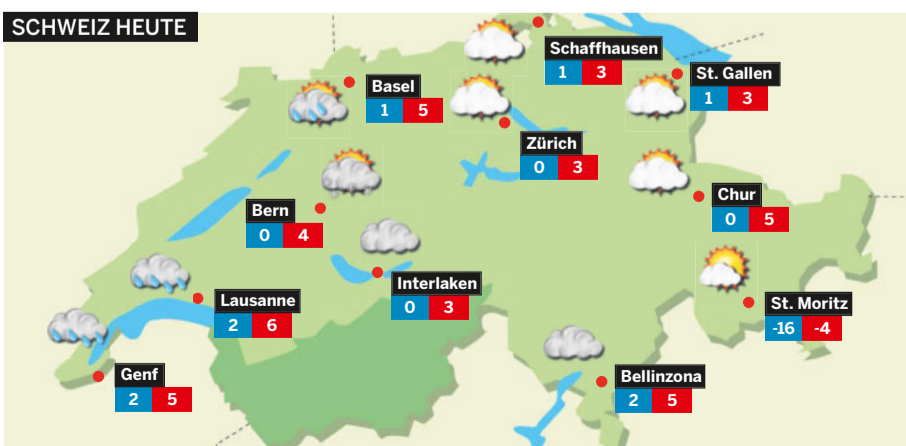 SCHWEIZ HEUTE
Schaffhausen
1 3
St. Gallen
1 3
Basel
1 5
Zürich
0 3
Chur
0 5
Bern
0 4
Interlaken
0 3
Lausanne
2 6
St. Moritz
-16 -4
Genf
2 5
Bellinzona
2 5